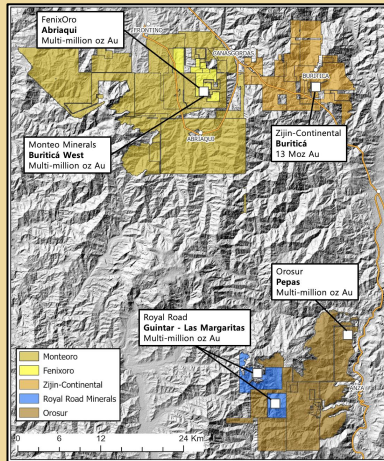 FenixOro
Abriaqui
Multi-million oz Au
FRONTINO
CAÑASGORDAS
BURITICA
Zijin-Continental
Buriticá
13 Moz Au
Monteo Minerals
Buriticá West
Multi-million oz Au
ABRIAQUI
Orosur
Pepas
Multi-million oz Au
Royal Road
Guintar - Las Margaritas
Multi-million oz Au
ANZA
Monteoro
Fenixoro
Zijin-Continental
Royal Road Minerals
Orosur
0 6 12 24 Km